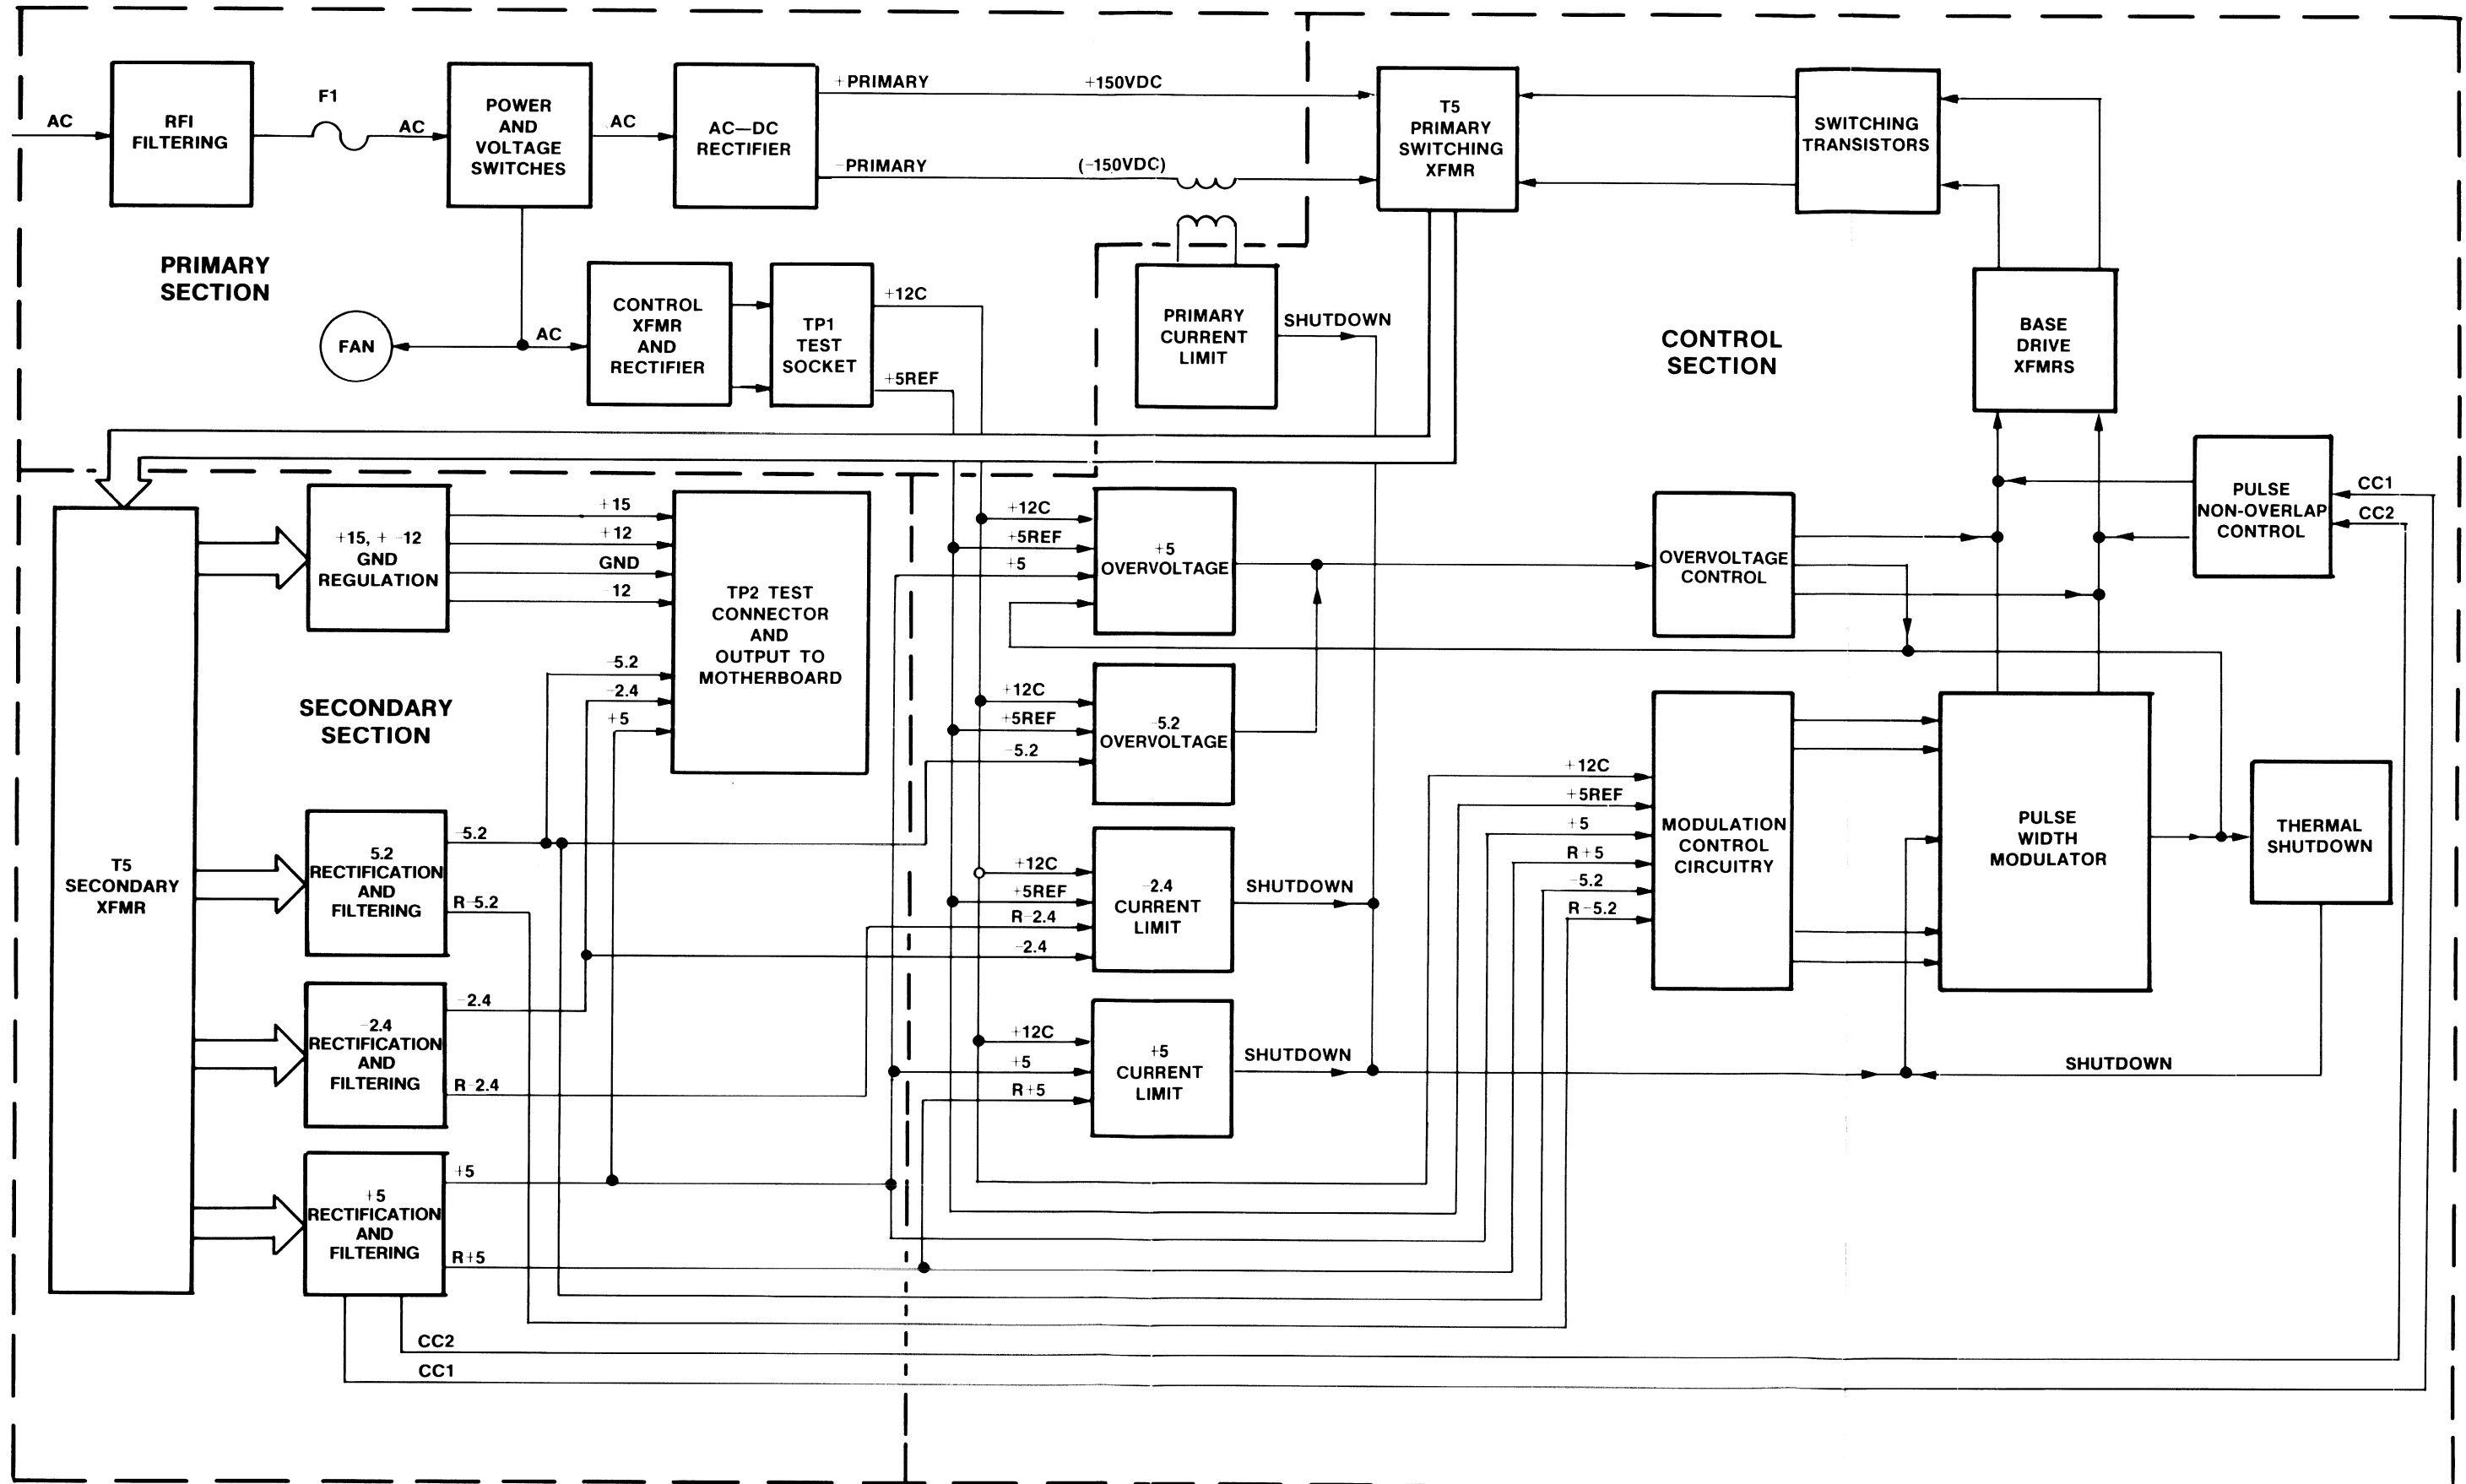 AC
RFI
FILTERING
F1
AC
POWER
AND
VOLTAGE
SWITCHES
AC
AC—DC
RECTIFIER
+PRIMARY
+150VDC
–PRIMARY
(–150VDC)
T5
PRIMARY
SWITCHING
XFMR
SWITCHING
TRANSISTORS
PRIMARY
SECTION
FAN
AC
CONTROL
XFMR
AND
RECTIFIER
TP1
TEST
SOCKET
+12C
+5REF
PRIMARY
CURRENT
LIMIT
SHUTDOWN
CONTROL
SECTION
BASE
DRIVE
XFMRS
PULSE
NON-OVERLAP
CONTROL
CC1
CC2
T5
SECONDARY
XFMR
+15, + –12
GND
REGULATION
+15
+12
GND
–12
TP2 TEST
CONNECTOR
AND
OUTPUT TO
MOTHERBOARD
–5.2
–2.4
+5
SECONDARY
SECTION
+12C
+5REF
+5
+5
OVERVOLTAGE
OVERVOLTAGE
CONTROL
+12C
+5REF
–5.2
–5.2
OVERVOLTAGE
5.2
RECTIFICATION
AND
FILTERING
–5.2
R–5.2
+12C
+5REF
R–2.4
–2.4
–2.4
CURRENT
LIMIT
SHUTDOWN
+12C
+5REF
+5
R+5
–5.2
R–5.2
MODULATION
CONTROL
CIRCUITRY
PULSE
WIDTH
MODULATOR
THERMAL
SHUTDOWN
–2.4
RECTIFICATION
AND
FILTERING
–2.4
R–2.4
+12C
+5
R+5
+5
CURRENT
LIMIT
SHUTDOWN
SHUTDOWN
+5
RECTIFICATION
AND
FILTERING
+5
R+5
CC2
CC1